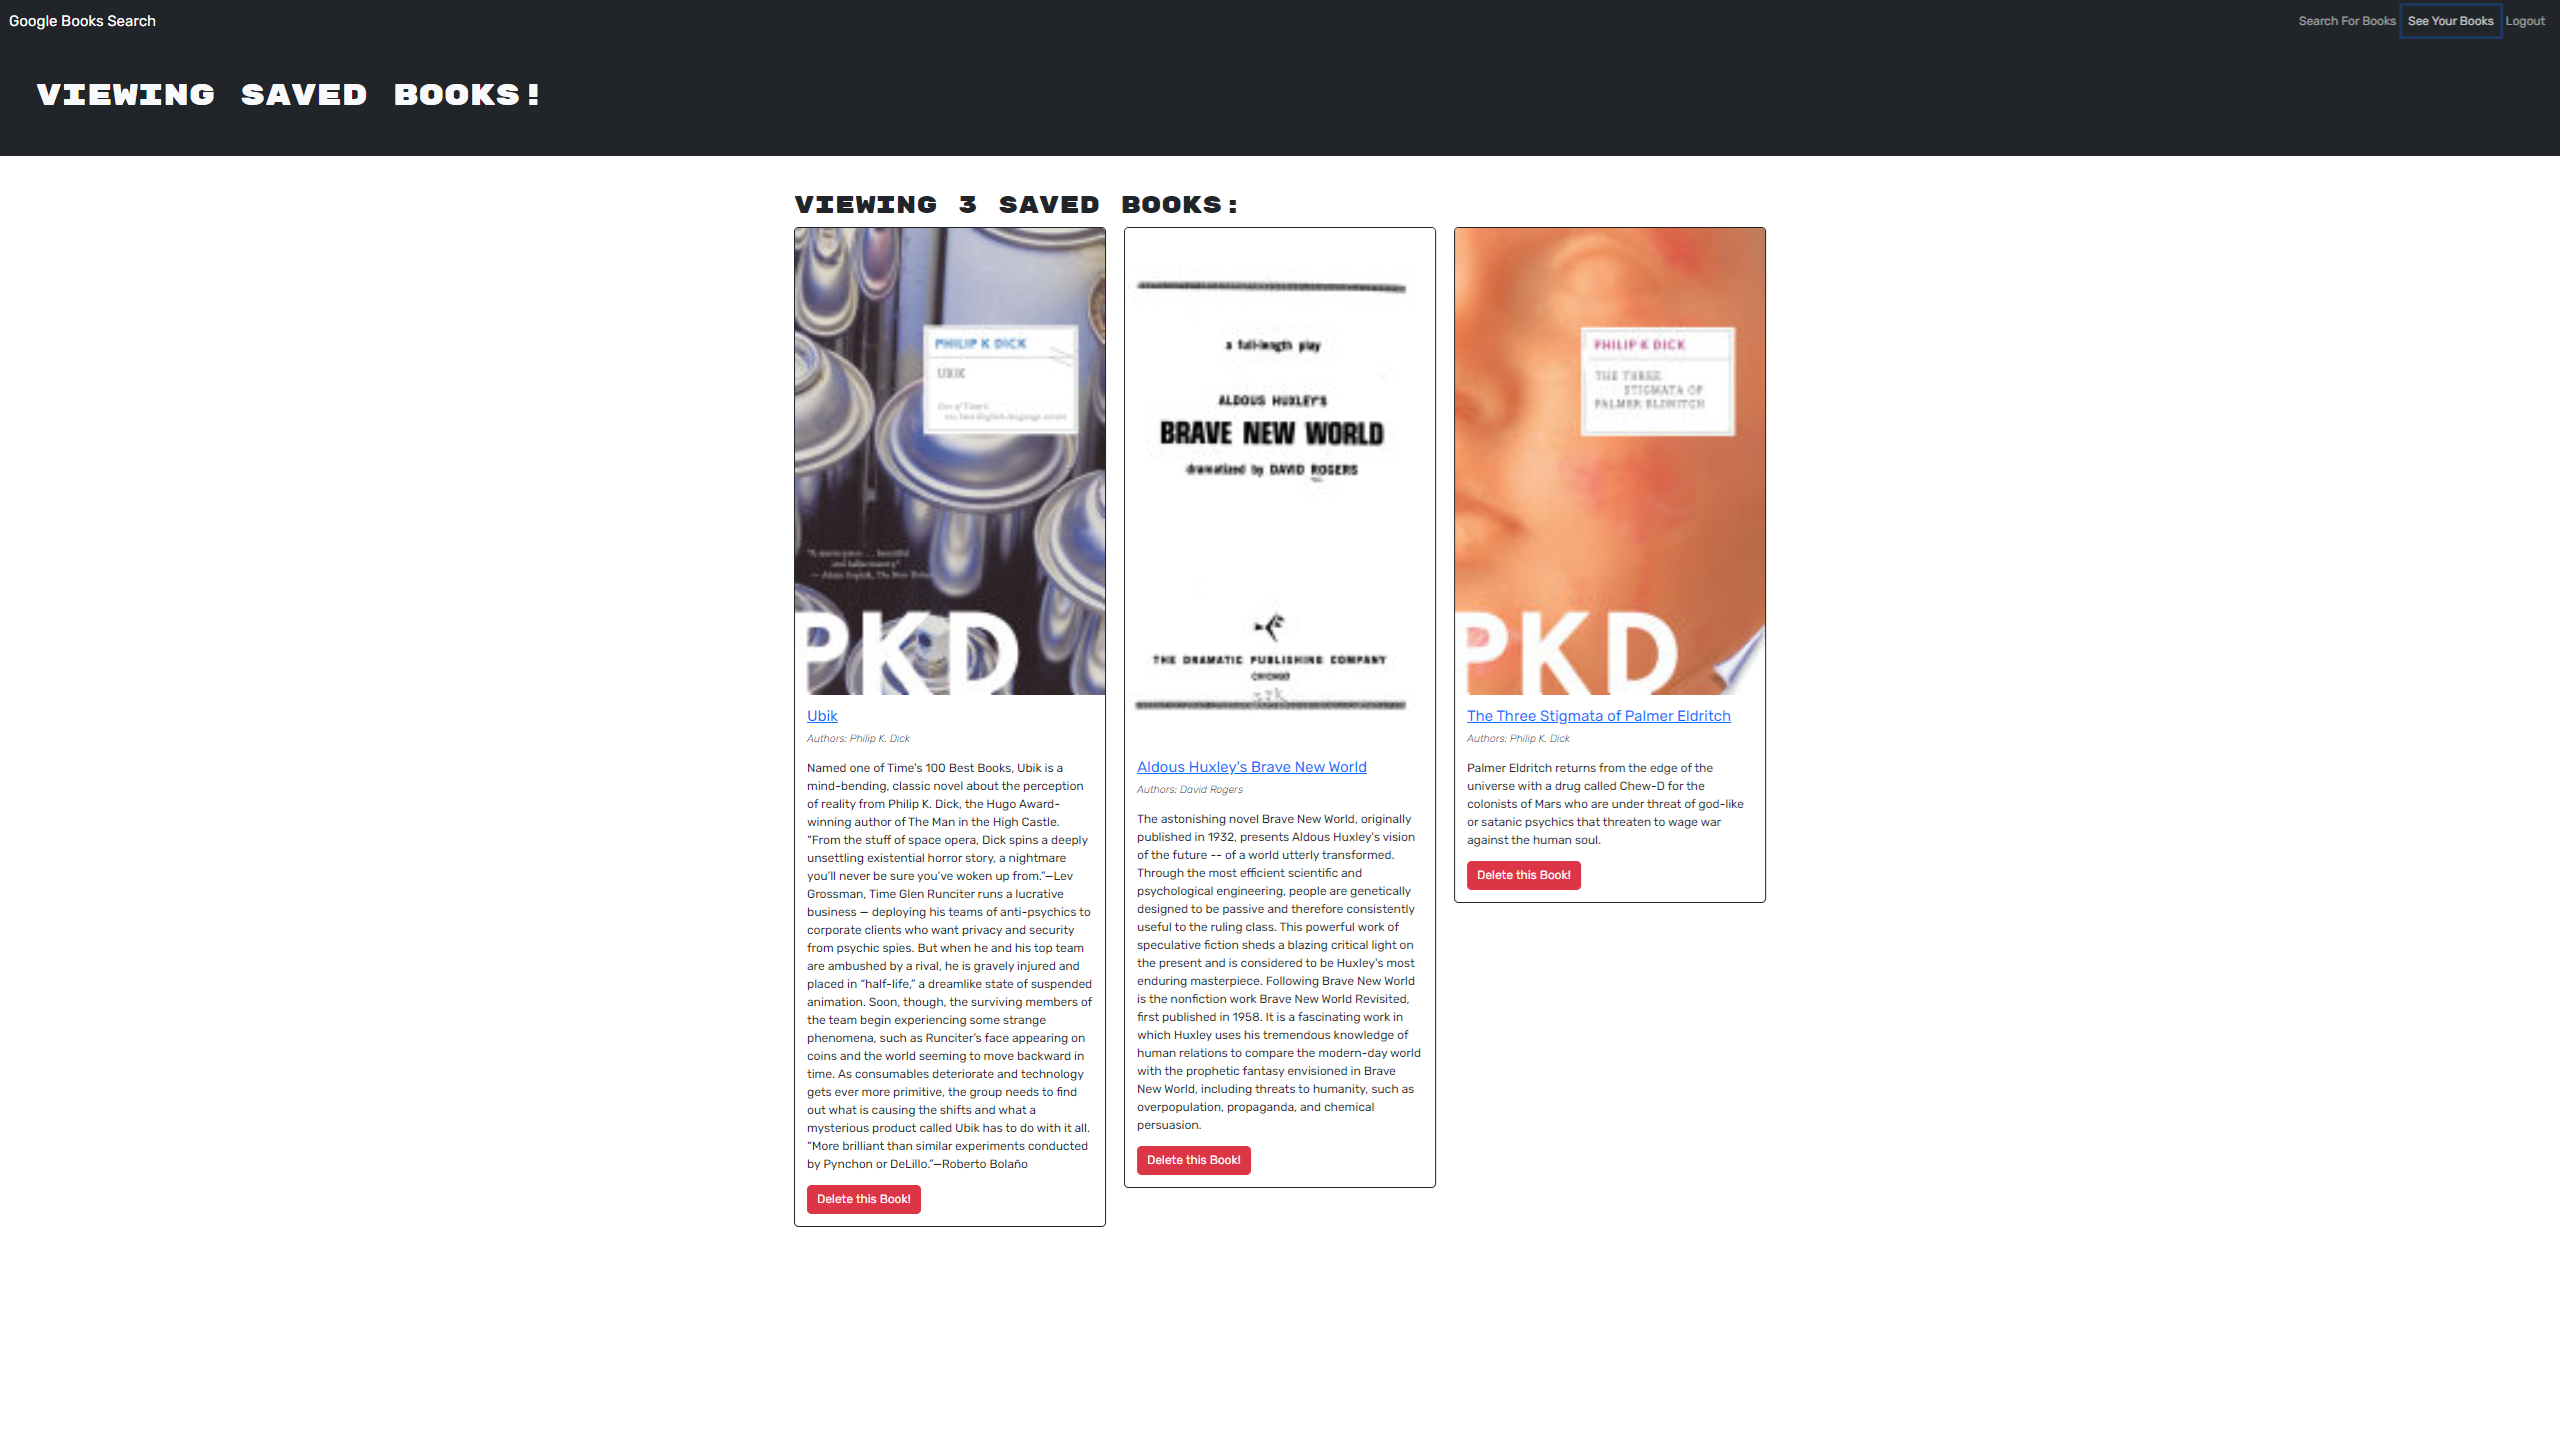 Google Books Search
Search For Books See Your Books Logout
VIEWING SAVED BOOKS!
VIEWING 3 SAVED BOOKS:
PHILIP K DICK
UBIK
PKD
Ubik
Authors: Philip K. Dick
Named one of Time's 100 Best Books, Ubik is a
mind-bending, classic novel about the perception
of reality from Philip K. Dick, the Hugo Award-
winning author of The Man in the High Castle.
“From the stuff of space opera, Dick spins a deeply
unsettling existential horror story, a nightmare
you’ll never be sure you’ve woken up from.”—Lev
Grossman, Time Glen Runciter runs a lucrative
business — deploying his teams of anti-psychics to
corporate clients who want privacy and security
from psychic spies. But when he and his top team
are ambushed by a rival, he is gravely injured and
placed in “half-life,” a dreamlike state of suspended
animation. Soon, though, the surviving members of
the team begin experiencing some strange
phenomena, such as Runciter’s face appearing on
coins and the world seeming to move backward in
time. As consumables deteriorate and technology
gets ever more primitive, the group needs to find
out what is causing the shifts and what a
mysterious product called Ubik has to do with it all.
“More brilliant than similar experiments conducted
by Pynchon or DeLillo.”—Roberto Bolaño
Delete this Book!
a full-length play
ALDOUS HUXLEY'S
BRAVE NEW WORLD
dramatized by DAVID ROGERS
THE DRAMATIC PUBLISHING COMPANY
CHICAGO
Aldous Huxley's Brave New World
Authors: David Rogers
The astonishing novel Brave New World, originally
published in 1932, presents Aldous Huxley's vision
of the future -- of a world utterly transformed.
Through the most efficient scientific and
psychological engineering, people are genetically
designed to be passive and therefore consistently
useful to the ruling class. This powerful work of
speculative fiction sheds a blazing critical light on
the present and is considered to be Huxley's most
enduring masterpiece. Following Brave New World
is the nonfiction work Brave New World Revisited,
first published in 1958. It is a fascinating work in
which Huxley uses his tremendous knowledge of
human relations to compare the modern-day world
with the prophetic fantasy envisioned in Brave
New World, including threats to humanity, such as
overpopulation, propaganda, and chemical
persuasion.
Delete this Book!
PHILIP K DICK
THE THREE
STIGMATA OF
PALMER ELDRITCH
PKD
The Three Stigmata of Palmer Eldritch
Authors: Philip K. Dick
Palmer Eldritch returns from the edge of the
universe with a drug called Chew-D for the
colonists of Mars who are under threat of god-like
or satanic psychics that threaten to wage war
against the human soul.
Delete this Book!